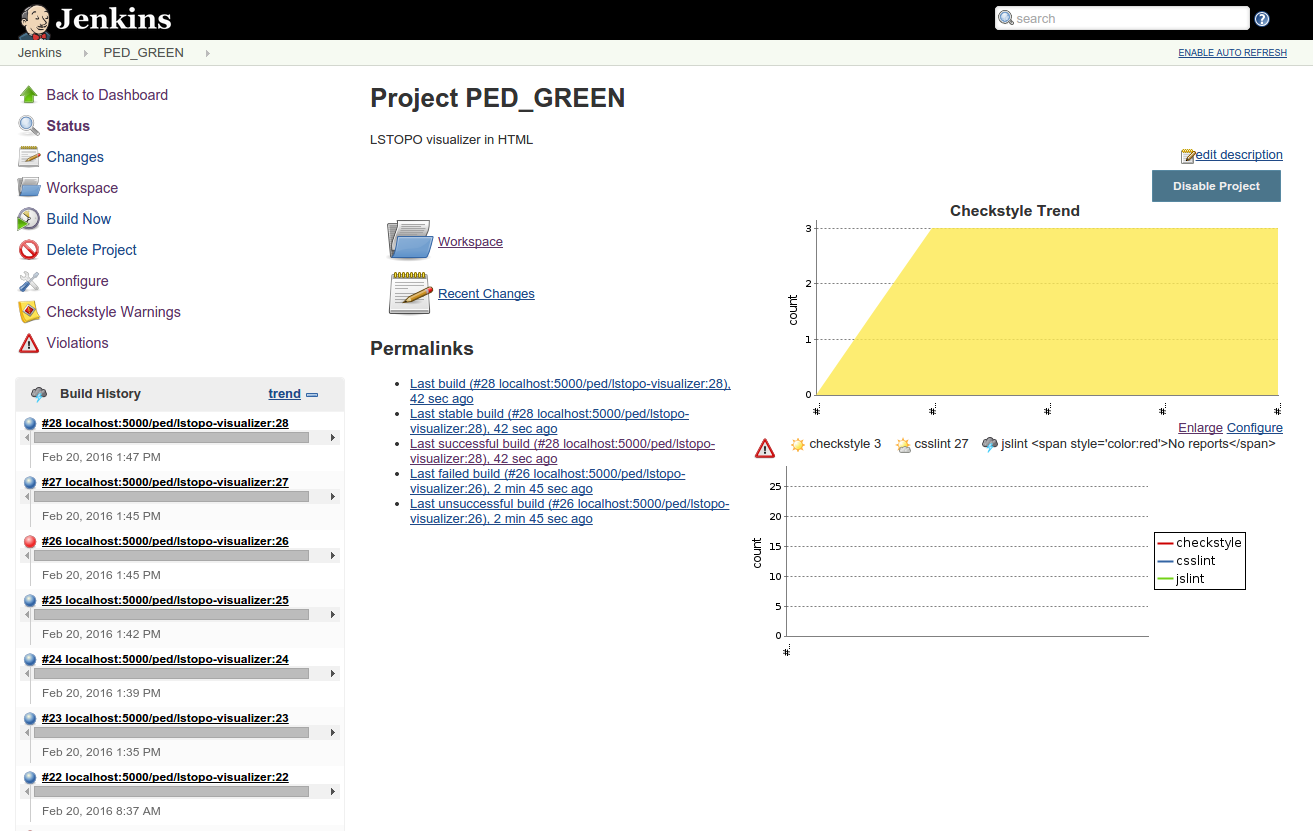 Jenkins
search
Jenkins
PED_GREEN
ENABLE AUTO REFRESH
Back to Dashboard
Status
Changes
Workspace
Build Now
Delete Project
Configure
Checkstyle Warnings
Violations
Build History
trend
#28 localhost:5000/ped/lstopo-visualizer:28
Feb 20, 2016 1:47 PM
#27 localhost:5000/ped/lstopo-visualizer:27
Feb 20, 2016 1:45 PM
#26 localhost:5000/ped/lstopo-visualizer:26
Feb 20, 2016 1:45 PM
#25 localhost:5000/ped/lstopo-visualizer:25
Feb 20, 2016 1:42 PM
#24 localhost:5000/ped/lstopo-visualizer:24
Feb 20, 2016 1:39 PM
#23 localhost:5000/ped/lstopo-visualizer:23
Feb 20, 2016 1:35 PM
#22 localhost:5000/ped/lstopo-visualizer:22
Feb 20, 2016 8:37 AM
Project PED_GREEN
LSTOPO visualizer in HTML
edit description
Disable Project
Workspace
Recent Changes
Permalinks
Last build (#28 localhost:5000/ped/lstopo-visualizer:28),
42 sec ago
Last stable build (#28 localhost:5000/ped/lstopo-
visualizer:28), 42 sec ago
Last successful build (#28 localhost:5000/ped/lstopo-
visualizer:28), 42 sec ago
Last failed build (#26 localhost:5000/ped/lstopo-
visualizer:26), 2 min 45 sec ago
Last unsuccessful build (#26 localhost:5000/ped/lstopo-
visualizer:26), 2 min 45 sec ago
Checkstyle Trend
count
3
2
1
0
Enlarge Configure
checkstyle 3 csslint 27 jslint <span style='color:red'>No reports</span>
count
25
20
15
10
5
0
checkstyle
csslint
jslint